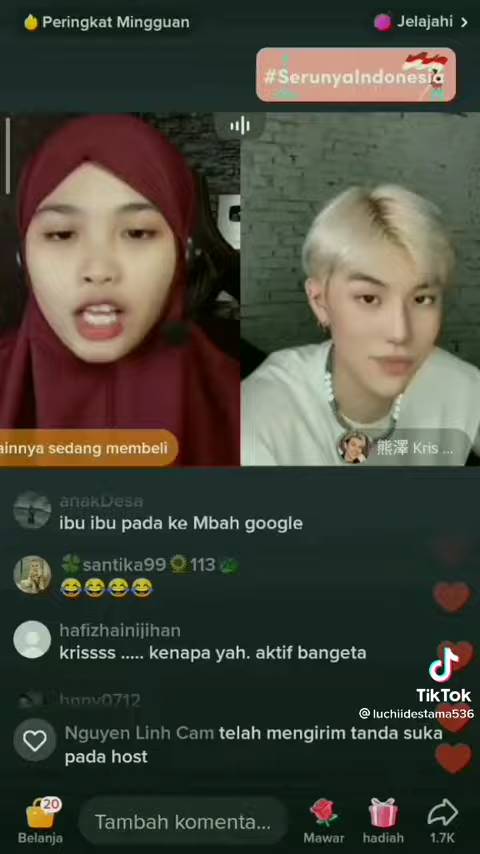 Peringkat Mingguan
Jelajahi >
#SerunyaIndonesia
ainnya sedang membeli
熊澤 Kris ...
anakDesa
ibu ibu pada ke Mbah google
santika99 113
hafizhainijihan
krissss ..... kenapa yah. aktif bangeta
TikTok
@luchiidestama536
Nguyen Linh Cam telah mengirim tanda suka
pada host
20
Belanja
Tambah komenta...
Mawar
hadiah
1.7K